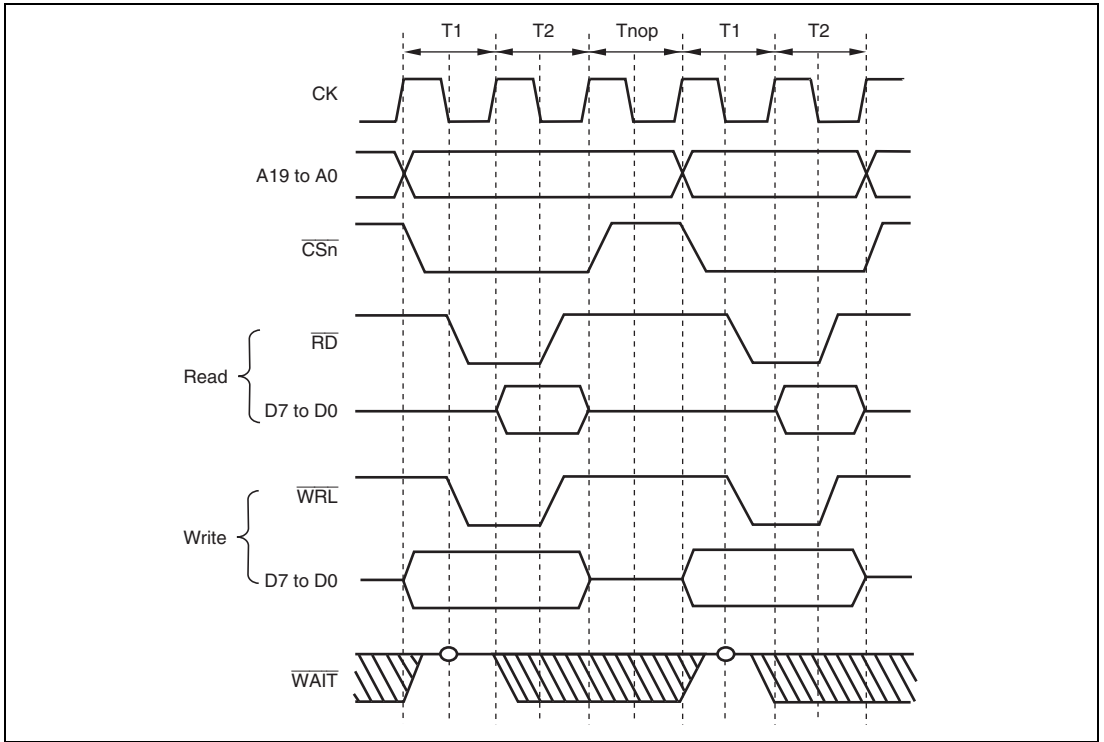 T1 T2 Tnop T1 T2
CK
A19 to A0
CSn
RD
Read
D7 to D0
WRL
Write
D7 to D0
WAIT